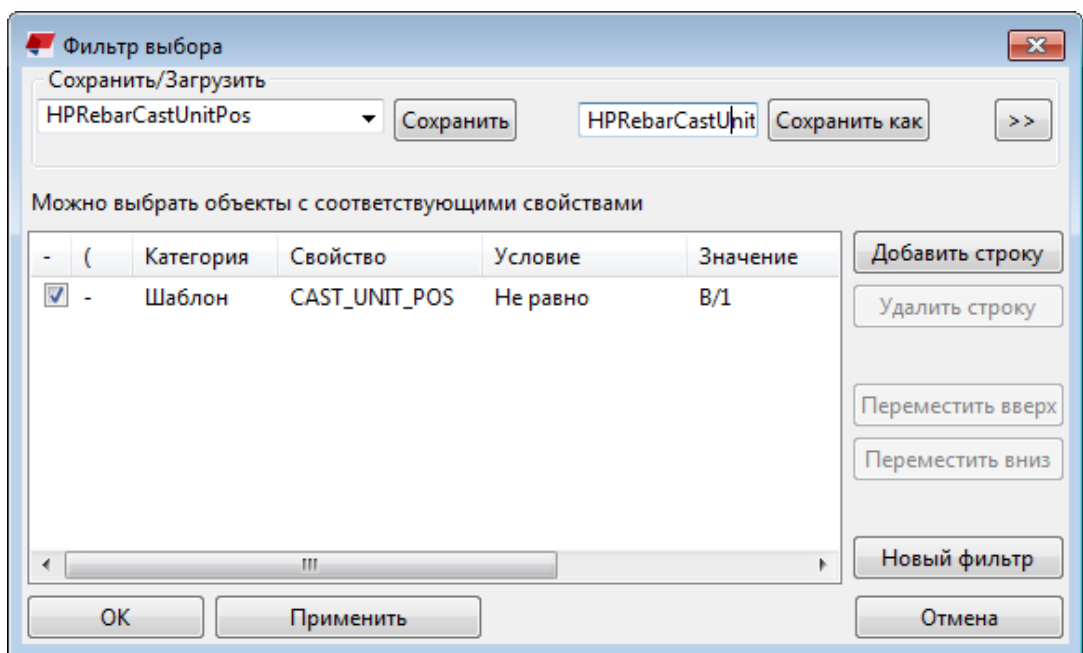 Фильтр выбора
Сохранить/Загрузить
HPRebarCastUnitPos Сохранить HPRebarCastUnit Сохранить как >>
Можно выбрать объекты с соответствующими свойствами
- ( Категория Свойство Условие Значение Добавить строку
- Шаблон CAST_UNIT_POS Не равно B/1 Удалить строку
Переместить вверх
Переместить вниз
Новый фильтр
OK Применить Отмена